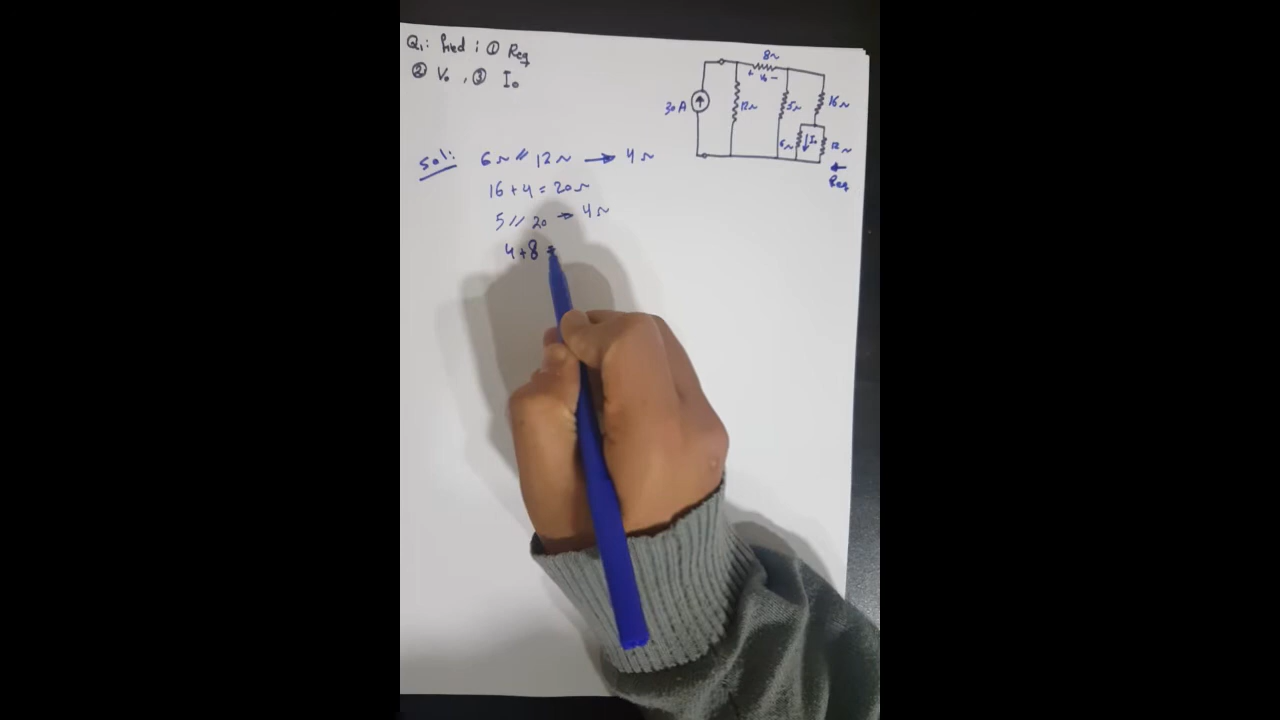 Q1: Find : ① Req
② Vo , ③ Io
8Ω
+ Vo -
30 A
12Ω
5Ω
16Ω
6Ω
Io
12Ω
Req
Sol:
6Ω // 12Ω → 4Ω
16 + 4 = 20Ω
5 // 20 → 4Ω
4 + 8 =